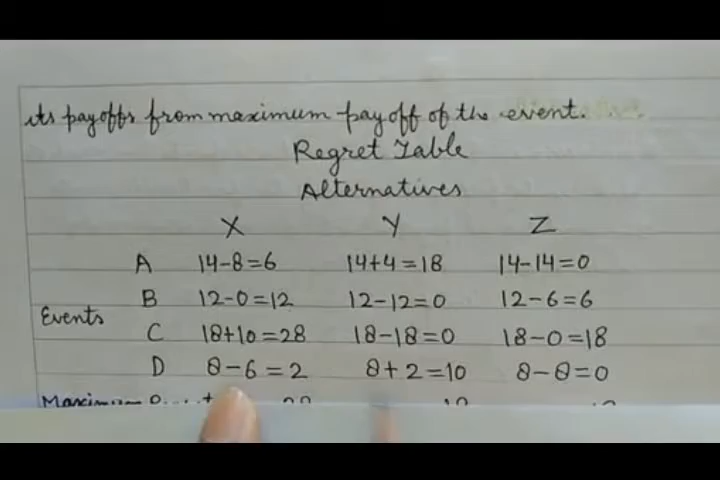 its payoffs from maximum payoff of the event.
Regret Table
Alternatives
X Y Z
A 14-8=6 14+4=18 14-14=0
B 12-0=12 12-12=0 12-6=6
Events
C 18+10=28 18-18=0 18-0=18
D 8-6=2 8+2=10 8-8=0
Maximum